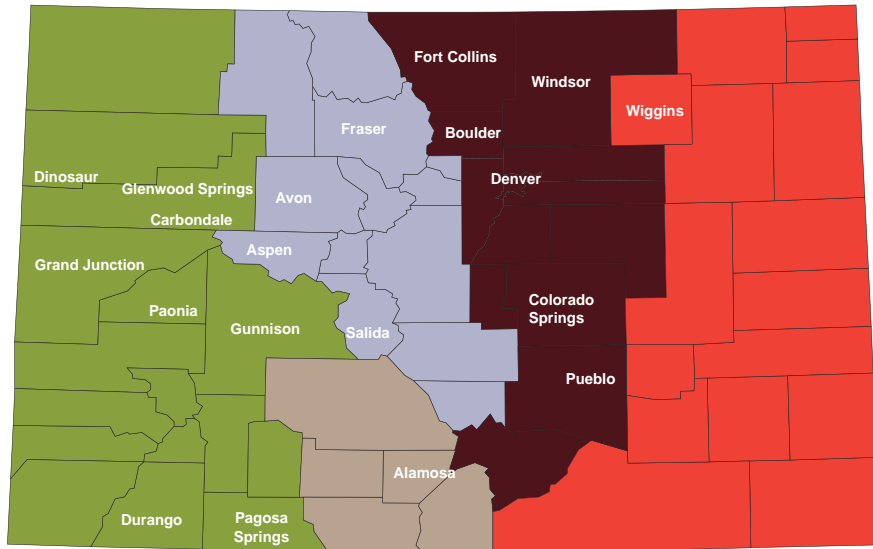 Fort Collins
Windsor
Wiggins
Fraser
Boulder
Dinosaur
Glenwood Springs
Denver
Avon
Carbondale
Aspen
Grand Junction
Paonia
Colorado
Springs
Gunnison
Salida
Pueblo
Alamosa
Durango
Pagosa
Springs